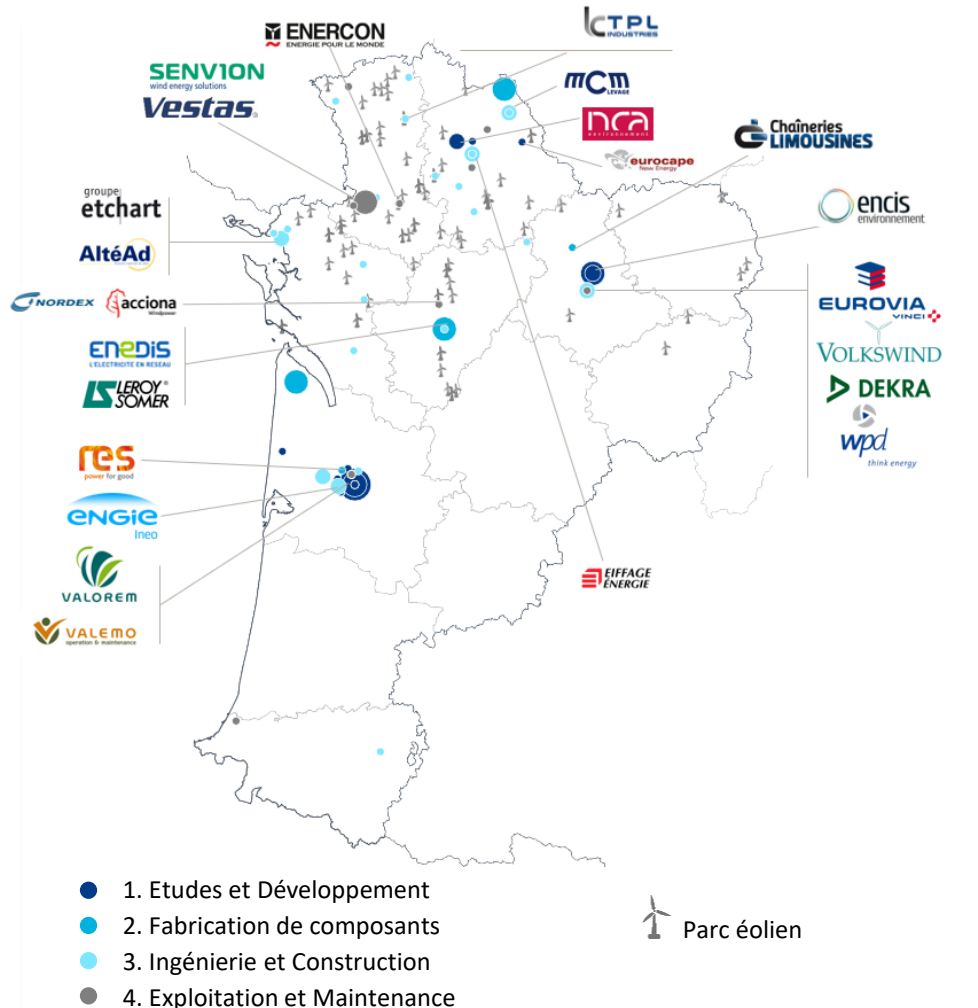 ENERCON
ENERGIE POUR LE MONDE
CTPL
INDUSTRIES
SENVION
wind energy solutions
Vestas®
mCm
LEVAGE
nca
environnement
eurocape
New Energy
Chaîneries
LIMOUSINES
groupe
etchart
AltéAd
encis
environnement
NORDEX
acciona
Windpower
EUROVIA
VINCI
ENEDIS
L'ELECTRICITE EN RESEAU
VOLKSWIND
LS LEROY®
SOMER
DEKRA
wpd
think energy
res
power for good
ENGIE
Ineo
VALOREM
EIFFAGE
ÉNERGIE
VALEMO
operation & maintenance
1. Etudes et Développement
2. Fabrication de composants
Parc éolien
3. Ingénierie et Construction
4. Exploitation et Maintenance